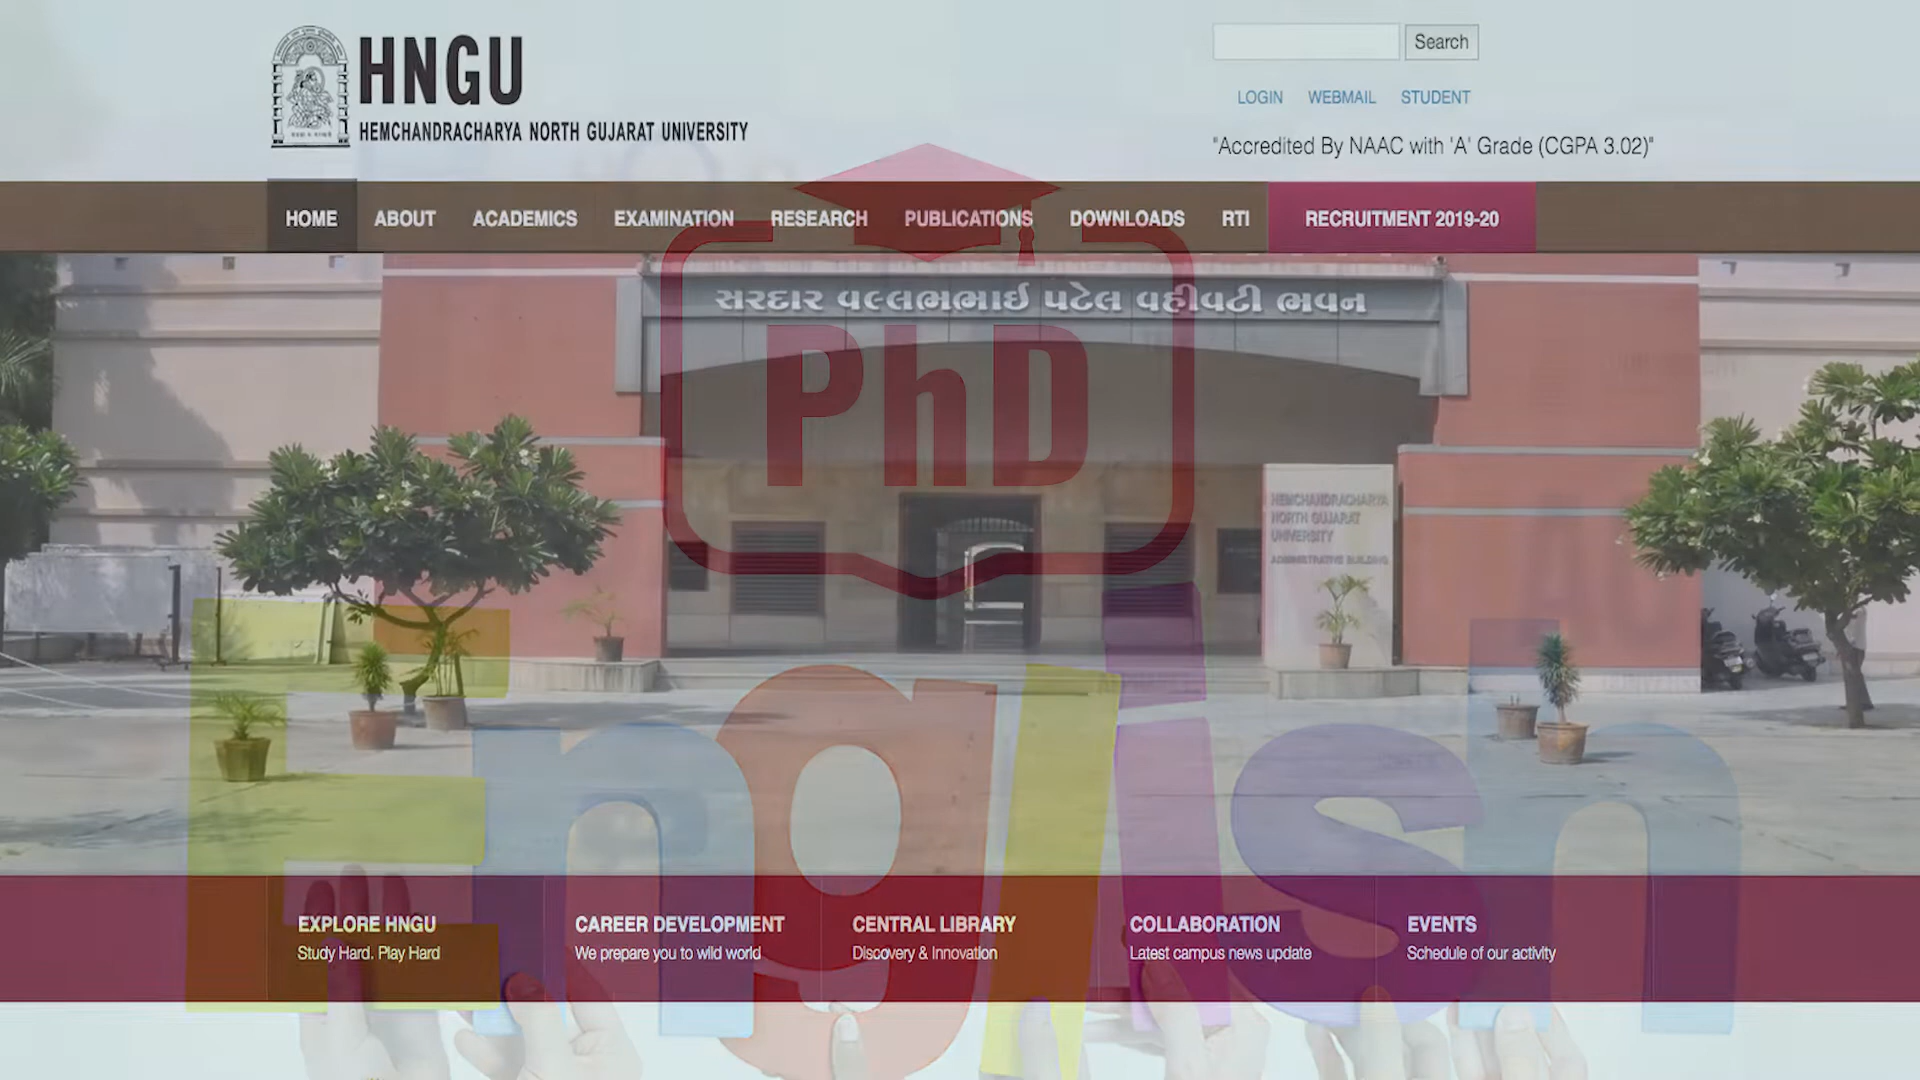 HNGU
HEMCHANDRACHARYA NORTH GUJARAT UNIVERSITY
Search
LOGIN WEBMAIL STUDENT
"Accredited By NAAC with 'A' Grade (CGPA 3.02)"
HOME ABOUT ACADEMICS EXAMINATION RESEARCH PUBLICATIONS DOWNLOADS RTI RECRUITMENT 2019-20
સરદાર વલ્લભભાઈ પટેલ વહીવટી ભવન
PhD
HEMCHANDRACHARYA
NORTH GUJARAT
UNIVERSITY
ADMINISTRATIVE BUILDING
English
EXPLORE HNGU
Study Hard. Play Hard
CAREER DEVELOPMENT
We prepare you to wild world
CENTRAL LIBRARY
Discovery & Innovation
COLLABORATION
Latest campus news update
EVENTS
Schedule of our activity